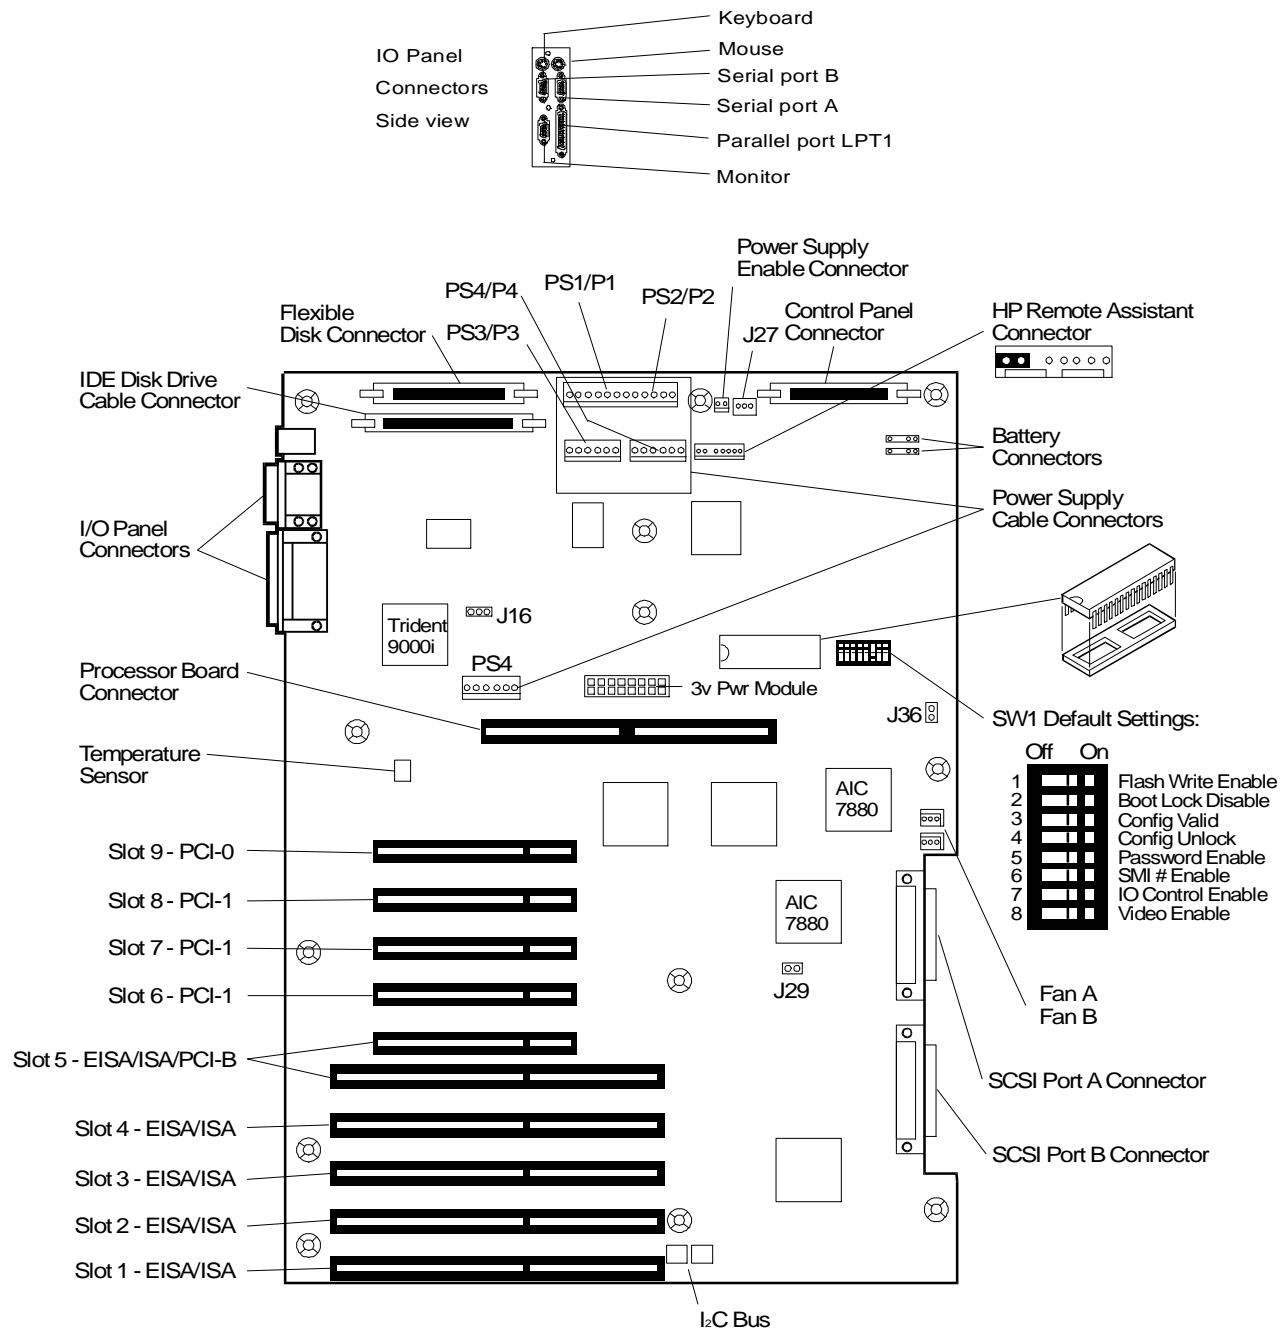 Keyboard
IO Panel
Connectors
Side view
Mouse
Serial port B
Serial port A
Parallel port LPT1
Monitor
Power Supply
Enable Connector
PS4/P4
PS1/P1
PS2/P2
Flexible
Disk Connector
PS3/P3
J27
Control Panel
Connector
HP Remote Assistant
Connector
IDE Disk Drive
Cable Connector
Battery
Connectors
Power Supply
Cable Connectors
I/O Panel
Connectors
J16
Trident
9000i
PS4
3v Pwr Module
Processor Board
Connector
J36
SW1 Default Settings:
Off On
1 Flash Write Enable
2 Boot Lock Disable
3 Config Valid
4 Config Unlock
5 Password Enable
6 SMI # Enable
7 IO Control Enable
8 Video Enable
Temperature
Sensor
AIC
7880
AIC
7880
J29
Slot 9 - PCI-0
Slot 8 - PCI-1
Slot 7 - PCI-1
Slot 6 - PCI-1
Slot 5 - EISA/ISA/PCI-B
Slot 4 - EISA/ISA
Slot 3 - EISA/ISA
Slot 2 - EISA/ISA
Slot 1 - EISA/ISA
Fan A
Fan B
SCSI Port A Connector
SCSI Port B Connector
I₂C Bus